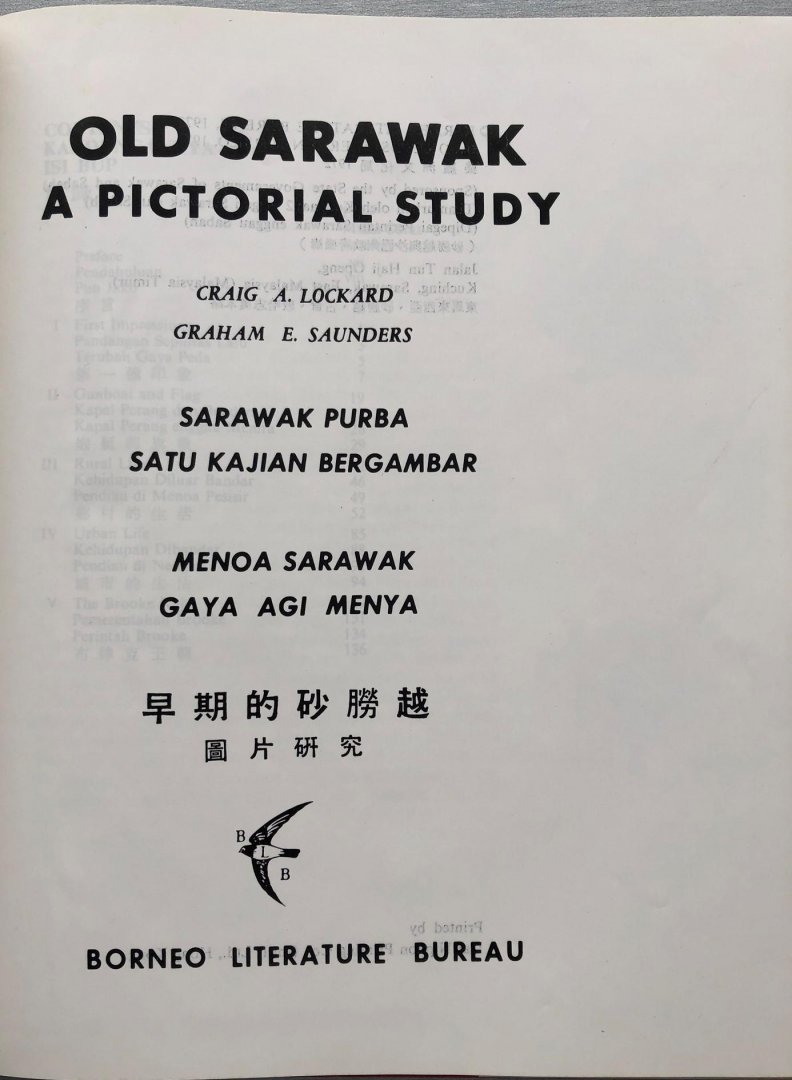 OLD SARAWAK
A PICTORIAL STUDY
CRAIG A. LOCKARD
GRAHAM E. SAUNDERS
SARAWAK PURBA
SATU KAJIAN BERGAMBAR
MENOA SARAWAK
GAYA AGI MENYA
早期的砂朥越
圖片研究
B
L
B
BORNEO LITERATURE BUREAU